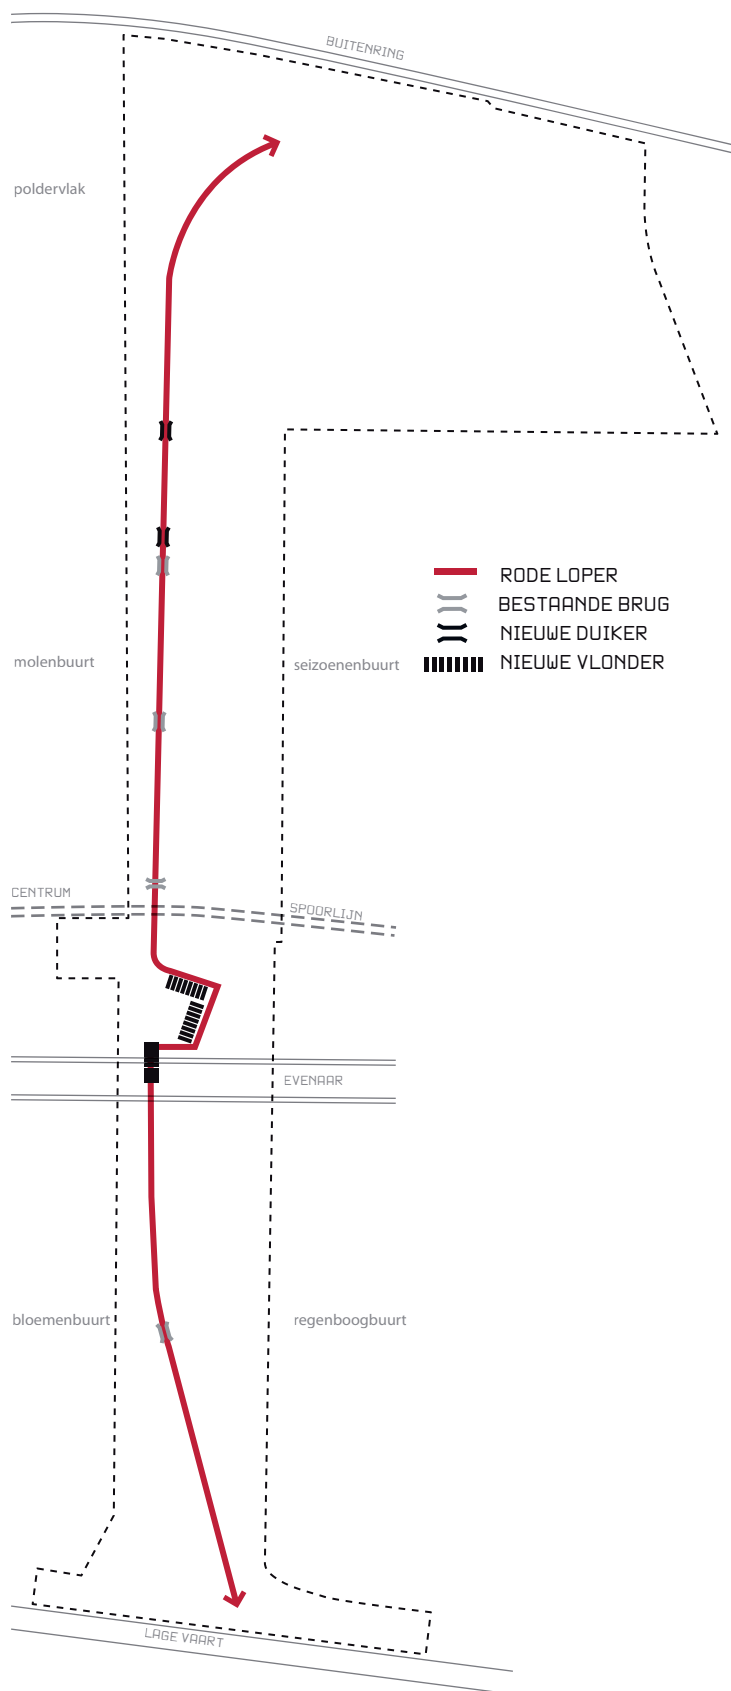 BUITENRING
poldervlak
RODE LOPER
BESTAANDE BRUG
NIEUWE DUIKER
NIEUWE VLONDER
molenbuurt
seizoenenbuurt
CENTRUM
SPOORLIJN
EVENAAR
bloemenbuurt
regenboogbuurt
LAGE VAART